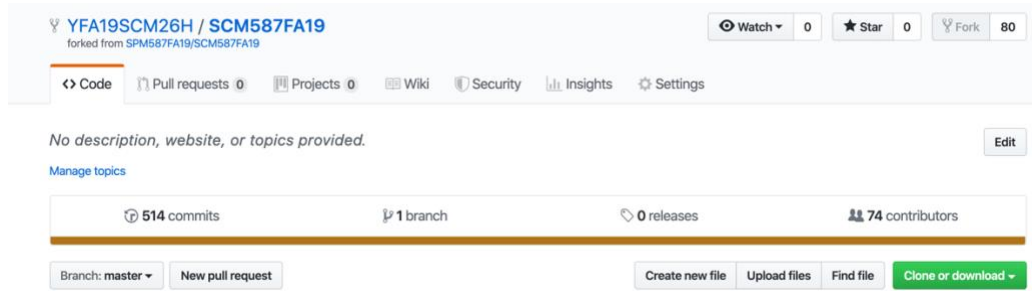 YFA19SCM26H / SCM587FA19
forked from SPM587FA19/SCM587FA19
Watch 0 Star 0 Fork 80
Code Pull requests 0 Projects 0 Wiki Security Insights Settings
No description, website, or topics provided. Edit
Manage topics
514 commits 1 branch 0 releases 74 contributors
Branch: master New pull request Create new file Upload files Find file Clone or download